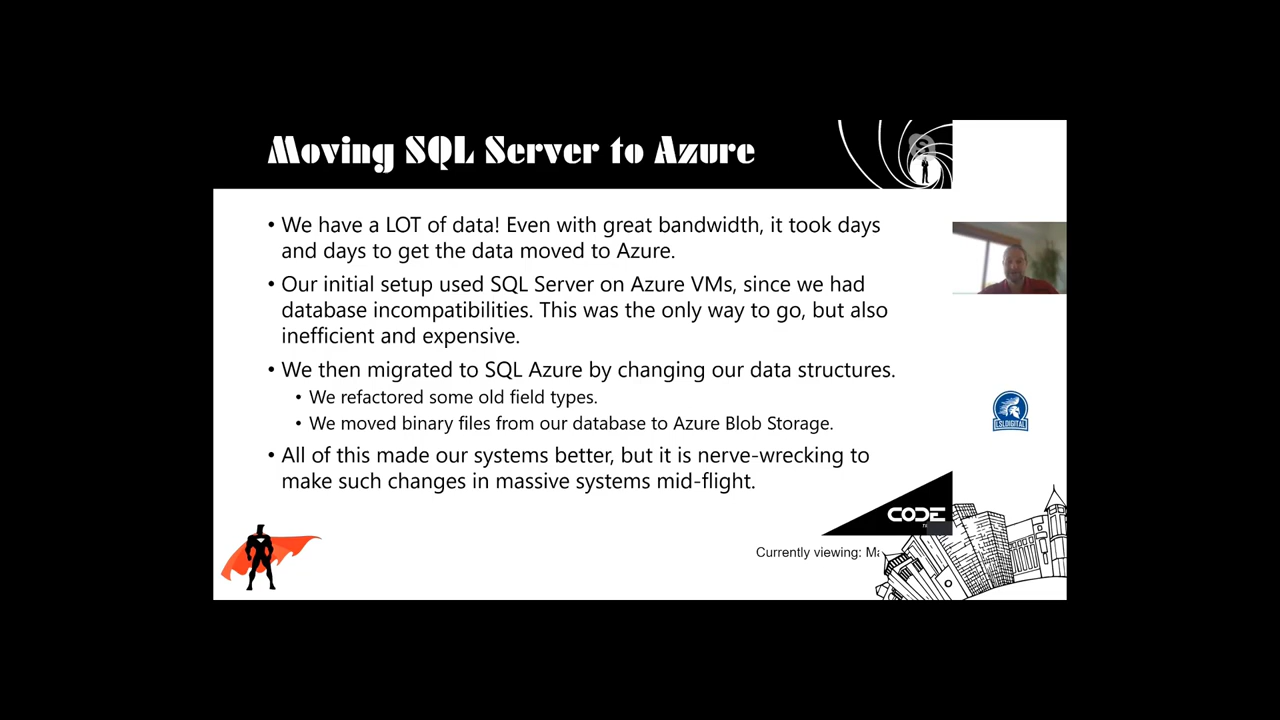 Moving SQL Server to Azure
• We have a LOT of data! Even with great bandwidth, it took days
and days to get the data moved to Azure.
• Our initial setup used SQL Server on Azure VMs, since we had
database incompatibilities. This was the only way to go, but also
inefficient and expensive.
• We then migrated to SQL Azure by changing our data structures.
• We refactored some old field types.
• We moved binary files from our database to Azure Blob Storage.
• All of this made our systems better, but it is nerve-wrecking to
make such changes in massive systems mid-flight.
LSLDIGITAL
CODE
Currently viewing: